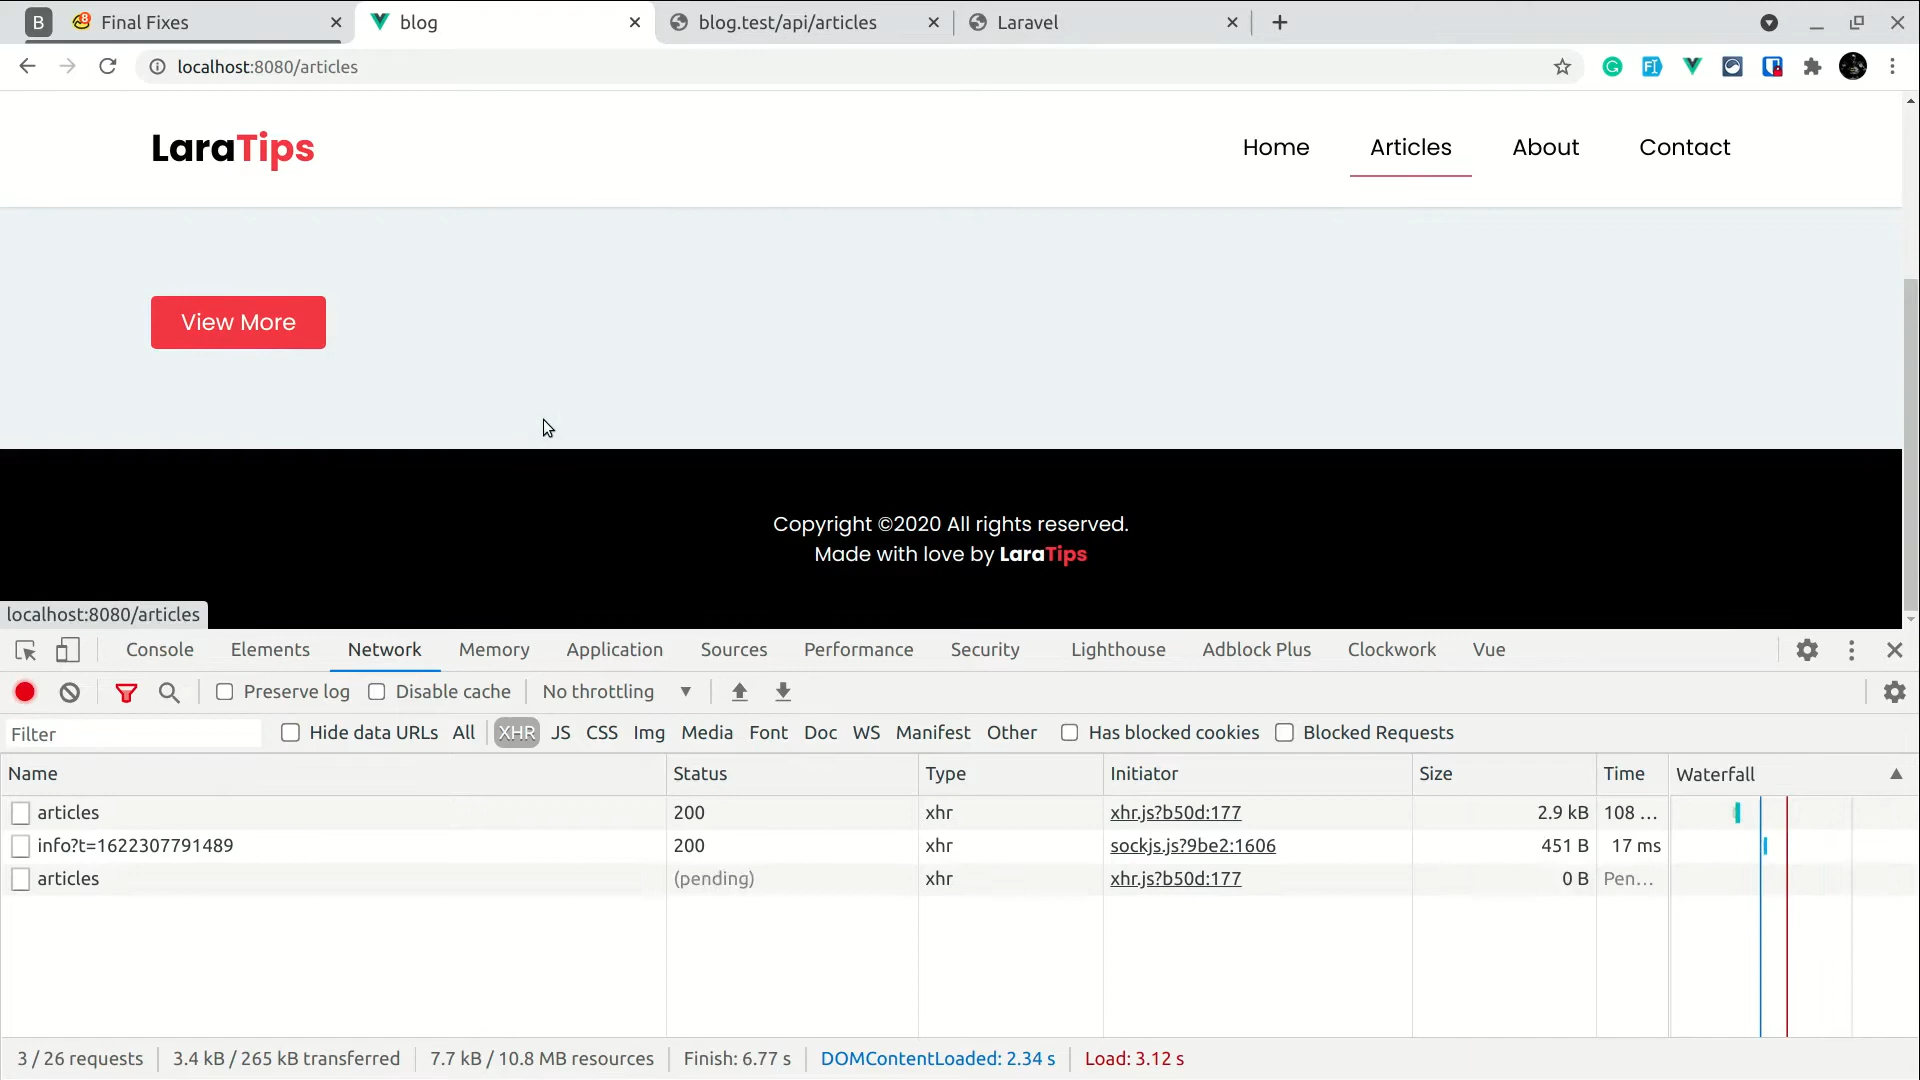 B Final Fixes blog blog.test/api/articles Laravel
localhost:8080/articles
LaraTips Home Articles About Contact
View More
Copyright ©2020 All rights reserved.
Made with love by LaraTips
localhost:8080/articles
Console Elements Network Memory Application Sources Performance Security Lighthouse Adblock Plus Clockwork Vue
Preserve log Disable cache No throttling
Filter Hide data URLs All XHR JS CSS Img Media Font Doc WS Manifest Other Has blocked cookies Blocked Requests
Name Status Type Initiator Size Time Waterfall
articles 200 xhr xhr.js?b50d:177 2.9 kB 108 …
info?t=1622307791489 200 xhr sockjs.js?9be2:1606 451 B 17 ms
articles (pending) xhr xhr.js?b50d:177 0 B Pen…
3 / 26 requests 3.4 kB / 265 kB transferred 7.7 kB / 10.8 MB resources Finish: 6.77 s DOMContentLoaded: 2.34 s Load: 3.12 s